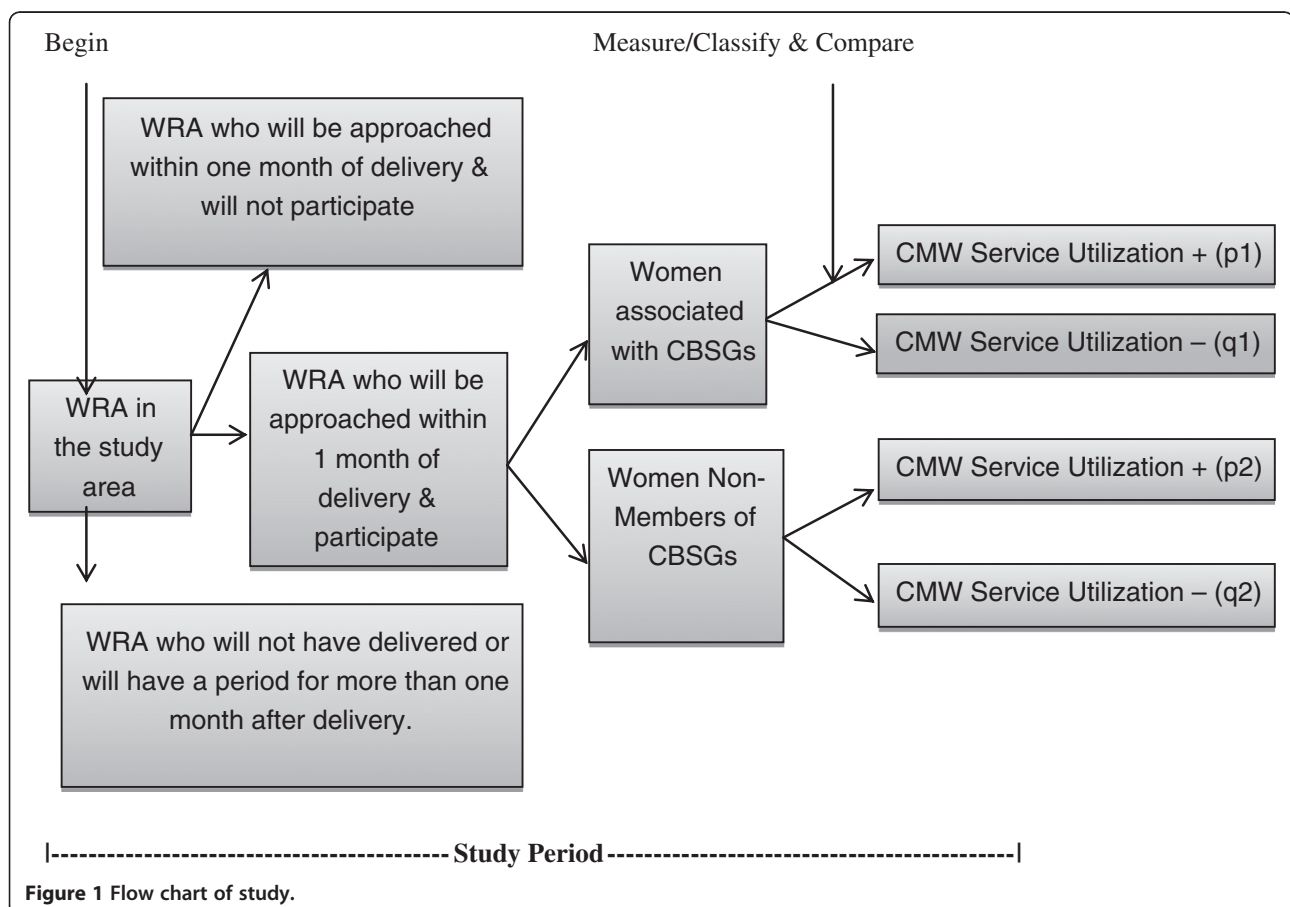 Begin
Measure/Classify & Compare
WRA who will be approached
within one month of delivery &
will not participate
WRA in
the study
area
WRA who will be
approached within
1 month of
delivery &
participate
WRA who will not have delivered or
will have a period for more than one
month after delivery.
Women
associated
with CBSGs
Women Non-
Members of
CBSGs
CMW Service Utilization + (p1)
CMW Service Utilization – (q1)
CMW Service Utilization + (p2)
CMW Service Utilization – (q2)
|----------------------------------- Study Period-----------------------------------|
Figure 1 Flow chart of study.